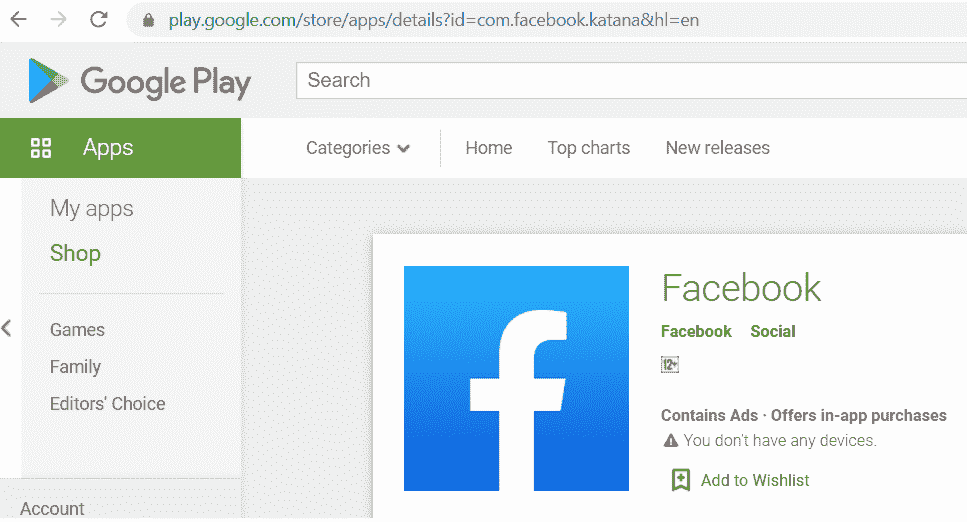 play.google.com/store/apps/details?id=com.facebook.katana&hl=en
Google Play
Search
Apps
Categories Home Top charts New releases
My apps
Shop
Games
Family
Editors' Choice
Account
Facebook
Facebook Social
12+
Contains Ads · Offers in-app purchases
You don't have any devices.
Add to Wishlist